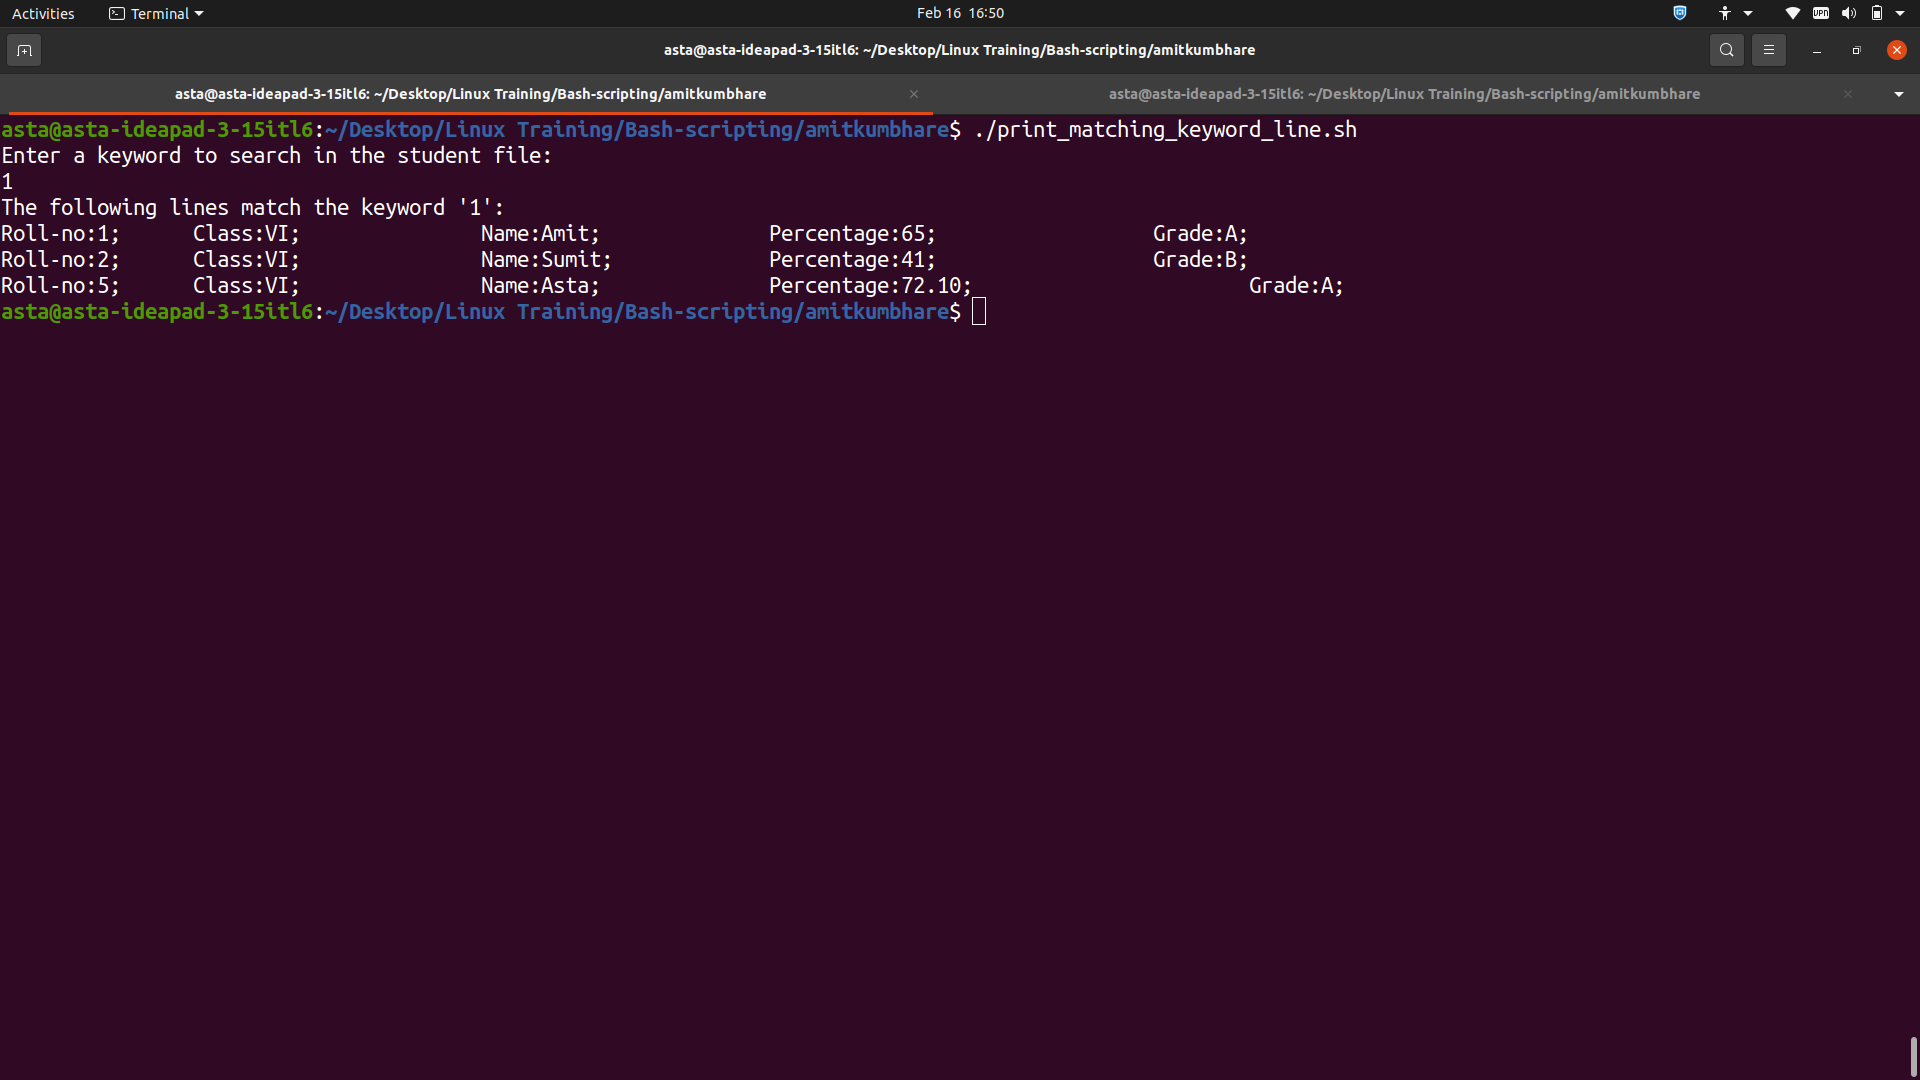 Activities Terminal Feb 16 16:50 VPN
asta@asta-ideapad-3-15itl6: ~/Desktop/Linux Training/Bash-scripting/amitkumbhare
asta@asta-ideapad-3-15itl6: ~/Desktop/Linux Training/Bash-scripting/amitkumbhare asta@asta-ideapad-3-15itl6: ~/Desktop/Linux Training/Bash-scripting/amitkumbhare
asta@asta-ideapad-3-15itl6:~/Desktop/Linux Training/Bash-scripting/amitkumbhare$ ./print_matching_keyword_line.sh
Enter a keyword to search in the student file:
1
The following lines match the keyword '1':
Roll-no:1; Class:VI; Name:Amit; Percentage:65; Grade:A;
Roll-no:2; Class:VI; Name:Sumit; Percentage:41; Grade:B;
Roll-no:5; Class:VI; Name:Asta; Percentage:72.10; Grade:A;
asta@asta-ideapad-3-15itl6:~/Desktop/Linux Training/Bash-scripting/amitkumbhare$